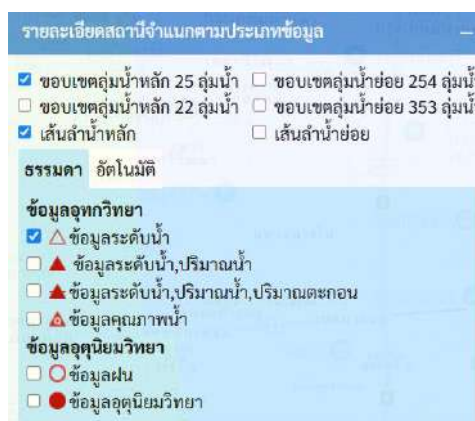 รายละเอียดสถานีจำแนกตามประเภทข้อมูล
ขอบเขตลุ่มน้ำหลัก 25 ลุ่มน้ำ ขอบเขตลุ่มน้ำย่อย 254 ลุ่มน้ำ
ขอบเขตลุ่มน้ำหลัก 22 ลุ่มน้ำ ขอบเขตลุ่มน้ำย่อย 353 ลุ่มน้ำ
เส้นลำน้ำหลัก เส้นลำน้ำย่อย
ธรรมดา อัตโนมัติ
ข้อมูลอุทกวิทยา
ข้อมูลระดับน้ำ
ข้อมูลระดับน้ำ,ปริมาณน้ำ
ข้อมูลระดับน้ำ,ปริมาณน้ำ,ปริมาณตะกอน
ข้อมูลคุณภาพน้ำ
ข้อมูลอุตุนิยมวิทยา
ข้อมูลฝน
ข้อมูลอุตุนิยมวิทยา